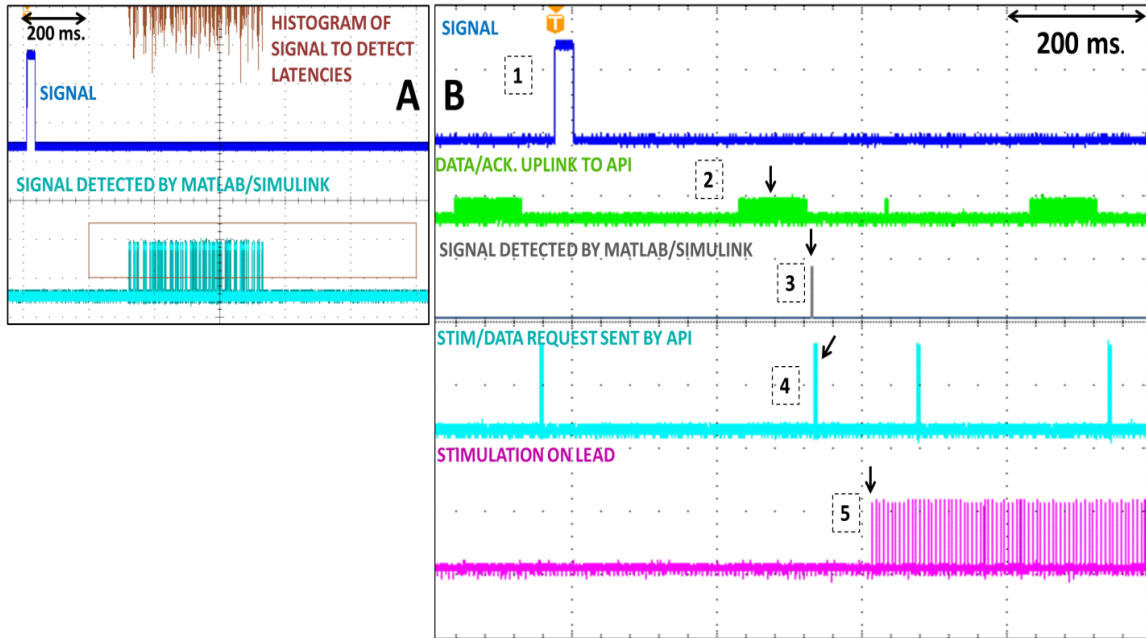 200 ms.
HISTOGRAM OF
SIGNAL TO DETECT
LATENCIES
SIGNAL
A
SIGNAL DETECTED BY MATLAB/SIMULINK
T
SIGNAL
200 ms.
1
B
DATA/ACK. UPLINK TO API
2
SIGNAL DETECTED BY MATLAB/SIMULINK
3
STIM/DATA REQUEST SENT BY API
4
STIMULATION ON LEAD
5